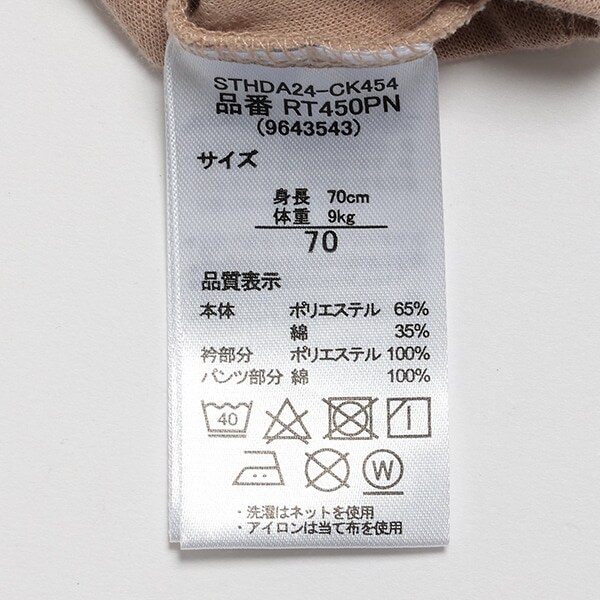 STHDA24-CK454
品番 RT450PN
(9643543)
サイズ
身長 70cm
体重 9kg
70
品質表示
本体 ポリエステル 65%
綿 35%
衿部分 ポリエステル 100%
パンツ部分 綿 100%
40
W
・洗濯はネットを使用
・アイロンは当て布を使用